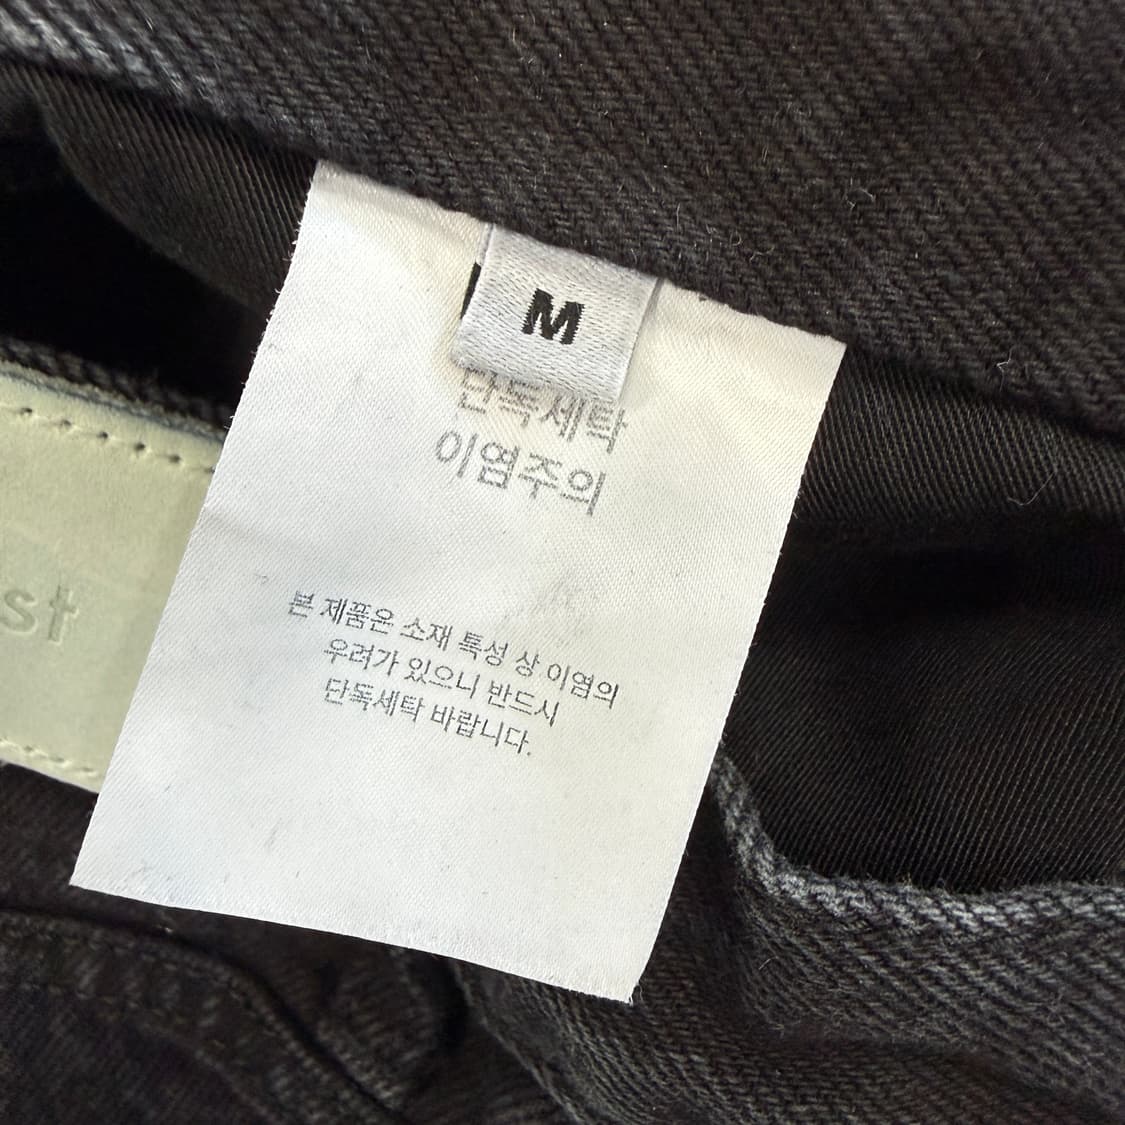 M
단독세탁
이염주의
본 제품은 소재 특성 상 이염의
우려가 있으니 반드시
단독세탁 바랍니다.
st